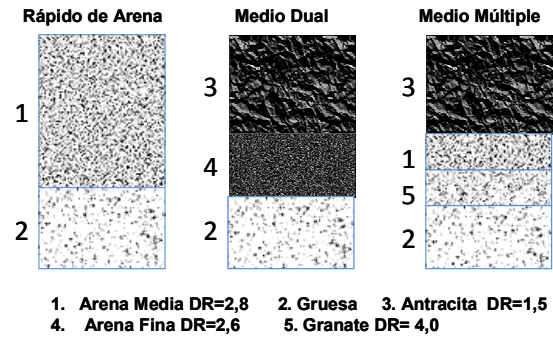 Rápido de Arena Medio Dual Medio Múltiple
3 3
1
4 1
5
2 2 2
1. Arena Media DR=2,8 2. Gruesa 3. Antracita DR=1,5
4. Arena Fina DR=2,6 5. Granate DR= 4,0